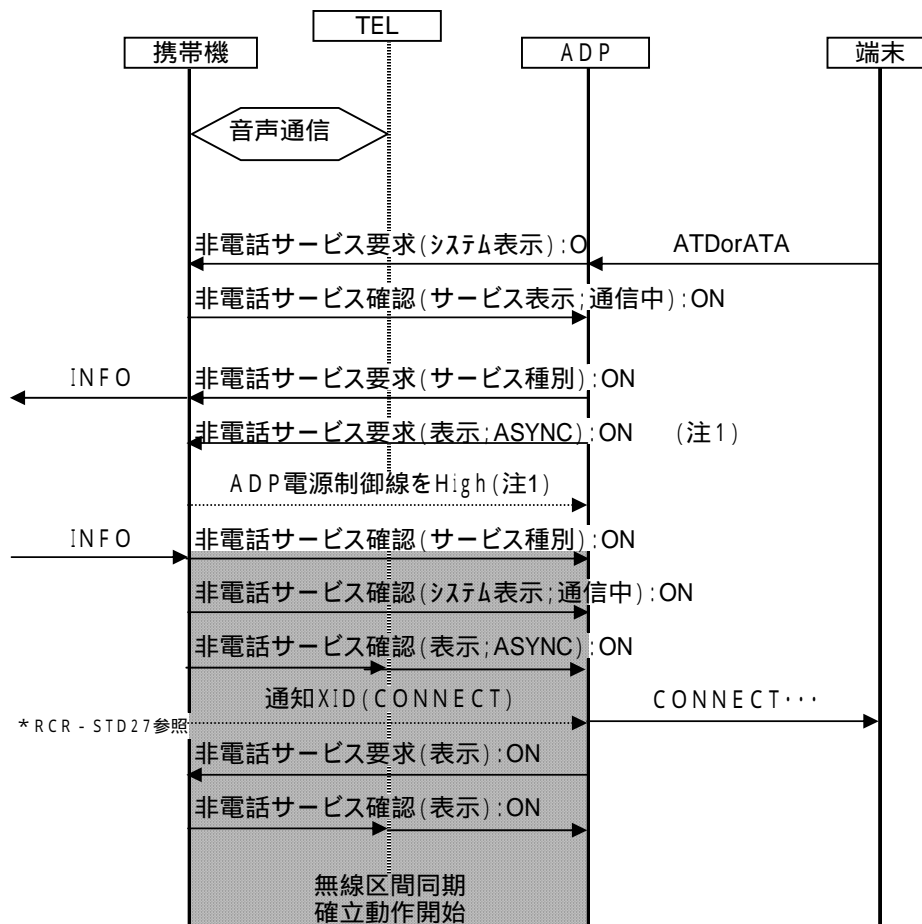 TEL
携帯機
ADP
端末
音声通信
非電話サービス要求(システム表示):O
ATDorATA
非電話サービス確認(サービス表示;通信中):ON
INFO
非電話サービス要求(サービス種別):ON
非電話サービス要求(表示;ASYNC):ON (注1)
ADP電源制御線をHigh(注1)
INFO
非電話サービス確認(サービス種別):ON
非電話サービス確認(システム表示;通信中):ON
非電話サービス確認(表示;ASYNC):ON
通知XID(CONNECT)
CONNECT・・・
*RCR-STD27参照
非電話サービス要求(表示):ON
非電話サービス確認(表示):ON
無線区間同期
確立動作開始